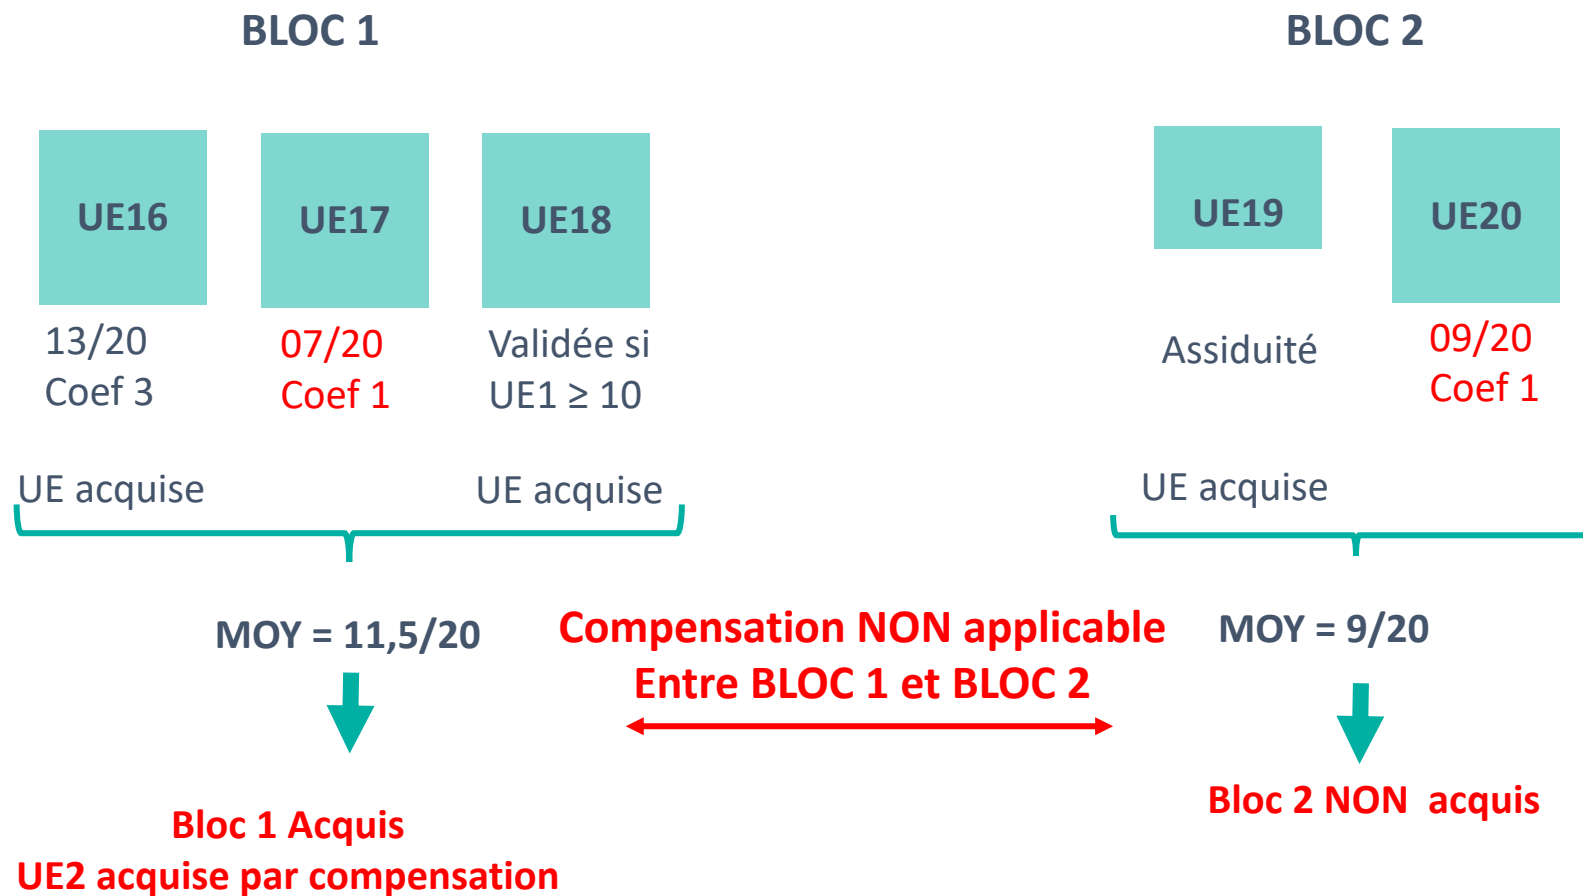 BLOC 1
BLOC 2
UE16
UE17
UE18
UE19
UE20
13/20
Coef 3
07/20
Coef 1
Validée si
UE1 ≥ 10
Assiduité
09/20
Coef 1
UE acquise
UE acquise
UE acquise
MOY = 11,5/20
Compensation NON applicable
Entre BLOC 1 et BLOC 2
MOY = 9/20
Bloc 1 Acquis
UE2 acquise par compensation
Bloc 2 NON acquis